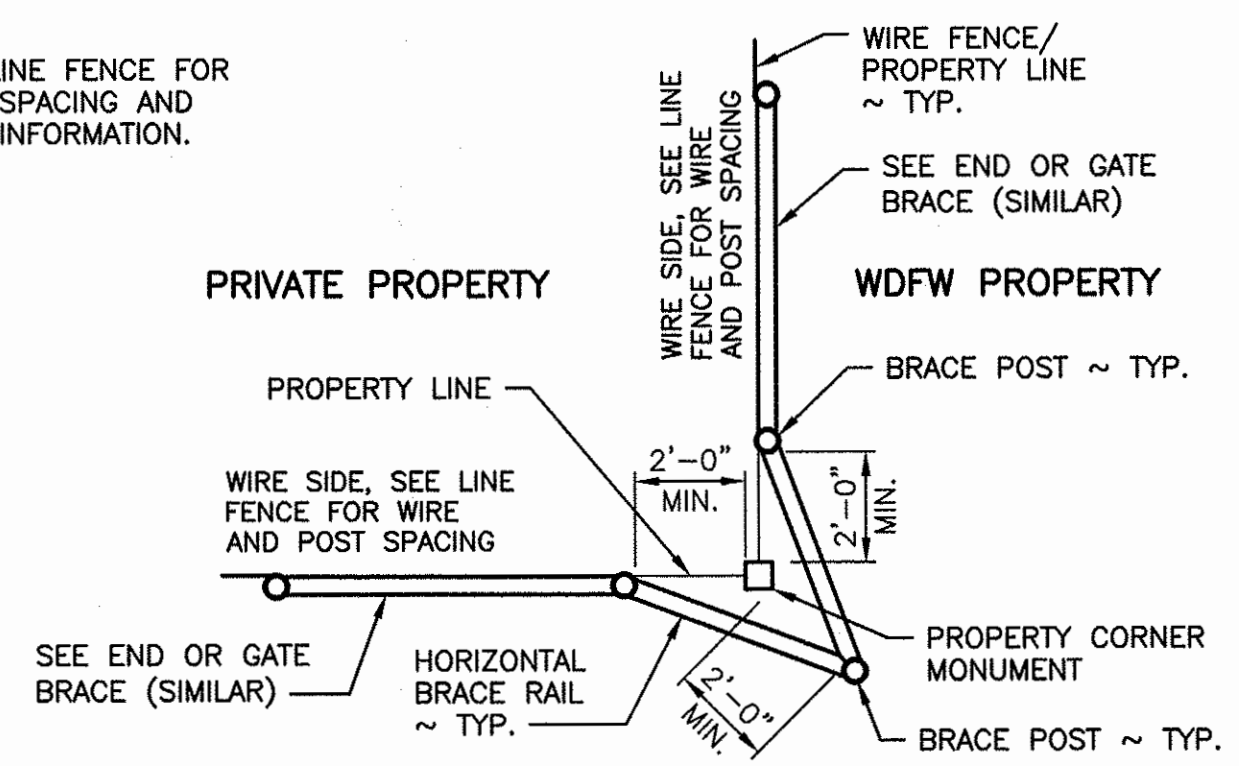 LINE FENCE FOR
SPACING AND
INFORMATION.
WIRE FENCE/
PROPERTY LINE
~ TYP.
WIRE SIDE, SEE LINE
FENCE FOR WIRE
AND POST SPACING
SEE END OR GATE
BRACE (SIMILAR)
PRIVATE PROPERTY
WDFW PROPERTY
BRACE POST ~ TYP.
PROPERTY LINE
2'-0"
MIN.
2'-0"
MIN.
WIRE SIDE, SEE LINE
FENCE FOR WIRE
AND POST SPACING
SEE END OR GATE
BRACE (SIMILAR)
HORIZONTAL
BRACE RAIL
~ TYP.
2'-0"
MIN.
PROPERTY CORNER
MONUMENT
BRACE POST ~ TYP.